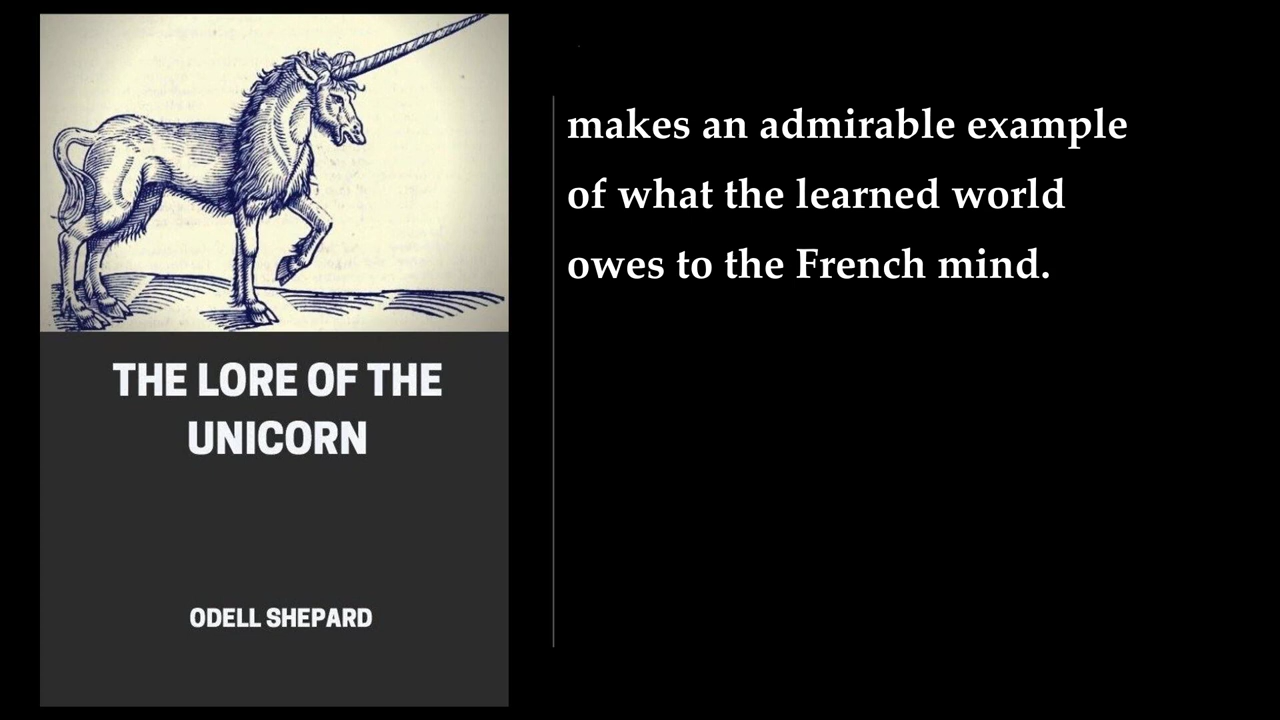 THE LORE OF THE
UNICORN
ODELL SHEPARD
makes an admirable example
of what the learned world
owes to the French mind.